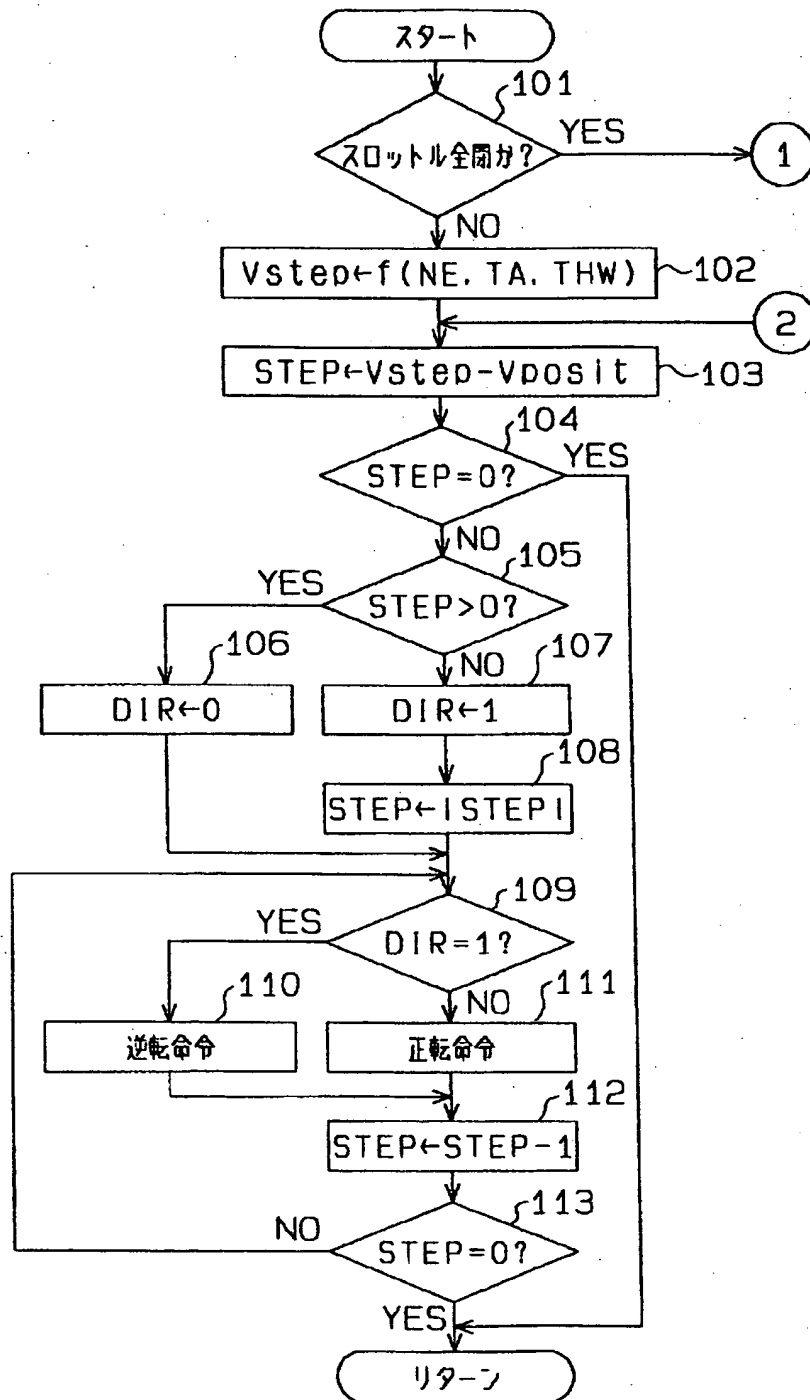 スタート
101
スロットル全閉か?
YES
1
NO
Vstep←f(NE, TA, THW)
102
2
STEP←Vstep-Vposit
103
104
STEP=0?
YES
NO
105
YES
STEP>0?
106
NO
107
DIR←0
DIR←1
108
STEP←|STEP|
109
YES
DIR=1?
110
NO
111
逆転命令
正転命令
112
STEP←STEP-1
113
NO
STEP=0?
YES
リターン